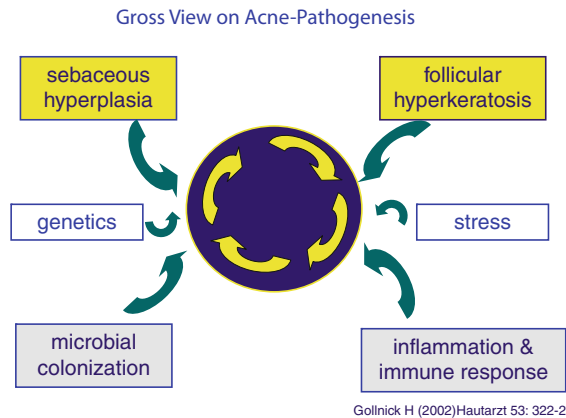 Gross View on Acne-Pathogenesis
sebaceous
hyperplasia
follicular
hyperkeratosis
genetics
stress
microbial
colonization
inflammation &
immune response
Gollnick H (2002)Hautarzt 53: 322-2